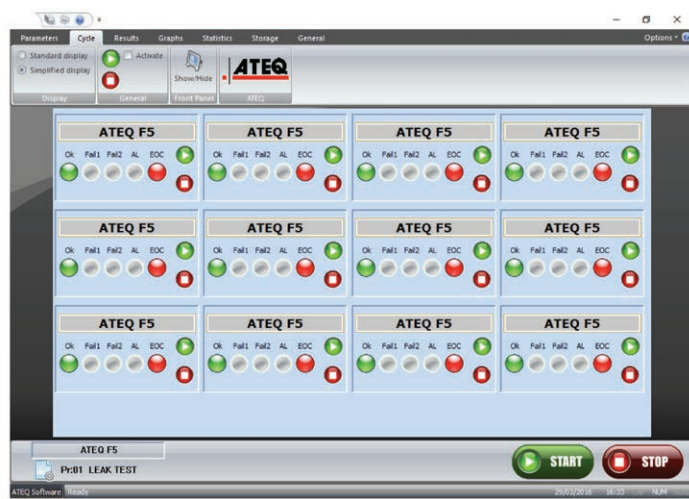 Parameters Cycle Results Graphs Statistics Storage General Options
Standard display Activate
Simplified display Show/Hide ATEQ
Display General Front Panel ATEQ
ATEQ F5 ATEQ F5 ATEQ F5 ATEQ F5
Ok Fail1 Fail2 AL EOC Ok Fail1 Fail2 AL EOC Ok Fail1 Fail2 AL EOC Ok Fail1 Fail2 AL EOC
ATEQ F5 ATEQ F5 ATEQ F5 ATEQ F5
Ok Fail1 Fail2 AL EOC Ok Fail1 Fail2 AL EOC Ok Fail1 Fail2 AL EOC Ok Fail1 Fail2 AL EOC
ATEQ F5 ATEQ F5 ATEQ F5 ATEQ F5
Ok Fail1 Fail2 AL EOC Ok Fail1 Fail2 AL EOC Ok Fail1 Fail2 AL EOC Ok Fail1 Fail2 AL EOC
ATEQ F5
Pr:01 LEAK TEST START STOP
ATEQ Software Ready 29/03/2016 16:33 NUM